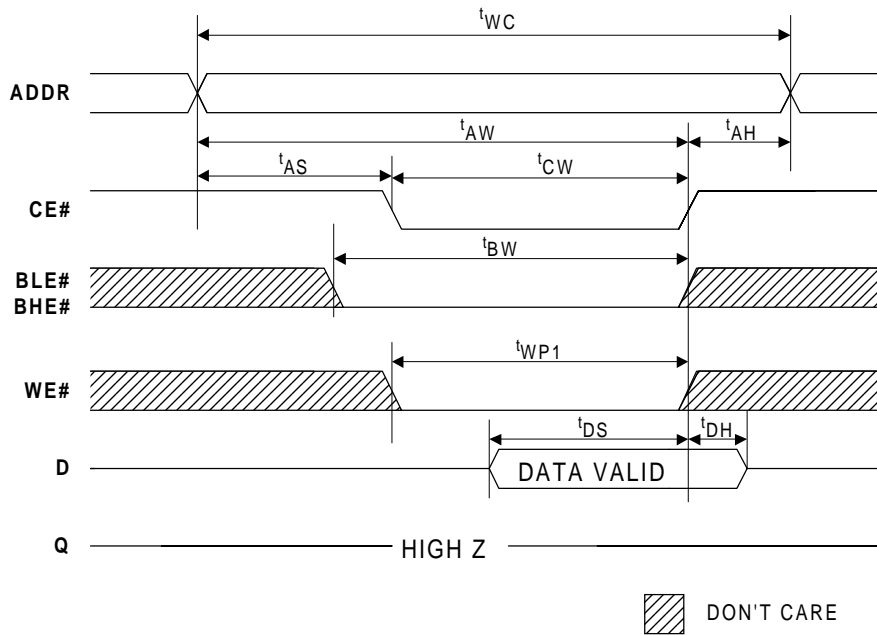 tWC
ADDR
tAW
tAH
tAS
tCW
CE#
tBW
BLE#
BHE#
tWP1
WE#
tDS
tDH
D
DATA VALID
Q
HIGH Z
DON'T CARE